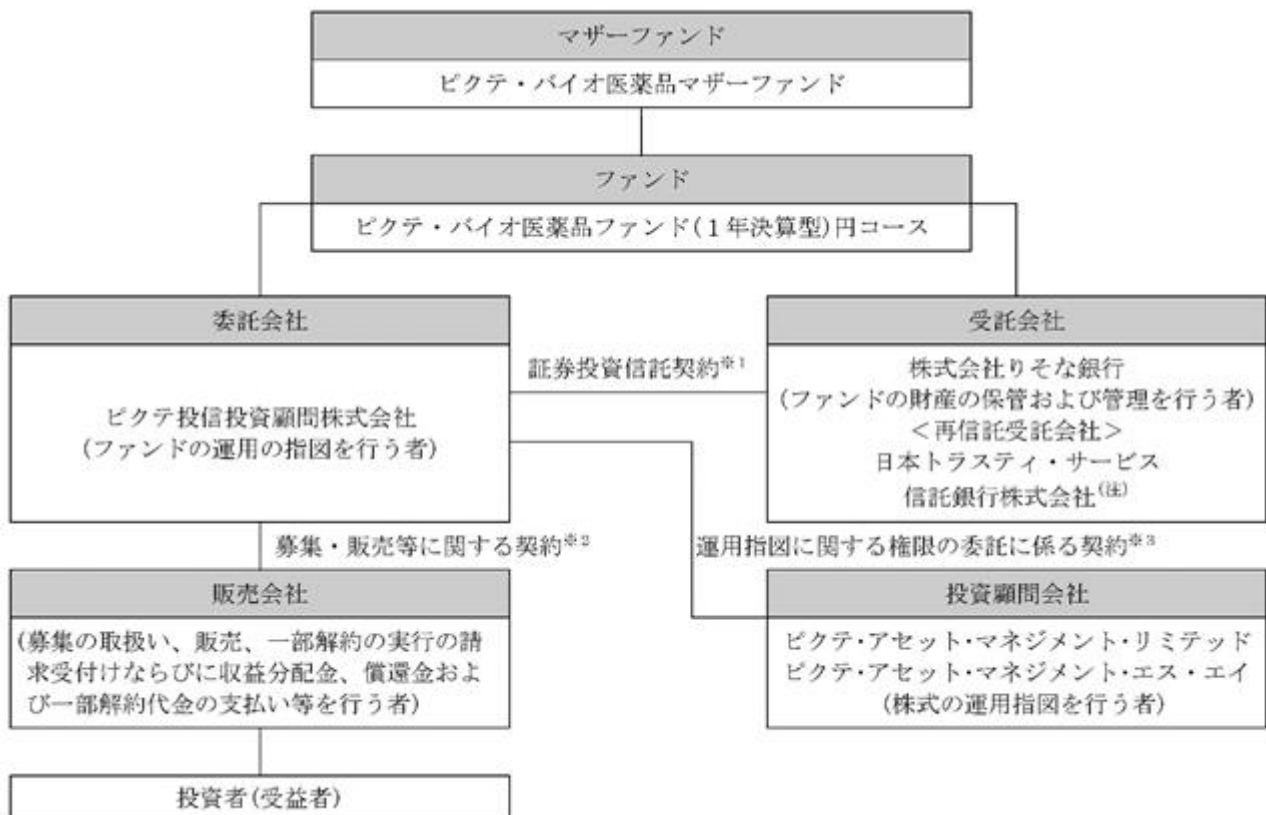 マザーファンド
ピクテ・バイオ医薬品マザーファンド
ファンド
ピクテ・バイオ医薬品ファンド(1年決算型)円コース
委託会社
ピクテ投信投資顧問株式会社
(ファンドの運用の指図を行う者)
証券投資信託契約※1
受託会社
株式会社りそな銀行
(ファンドの財産の保管および管理を行う者)
<再信託受託会社>
日本トラスティ・サービス
信託銀行株式会社(注)
募集・販売等に関する契約※2
運用指図に関する権限の委託に係る契約※3
販売会社
(募集の取扱い、販売、一部解約の実行の請
求受付けならびに収益分配金、償還金およ
び一部解約代金の支払い等を行う者)
投資顧問会社
ピクテ・アセット・マネジメント・リミテッド
ピクテ・アセット・マネジメント・エス・エイ
(株式の運用指図を行う者)
投資者(受益者)